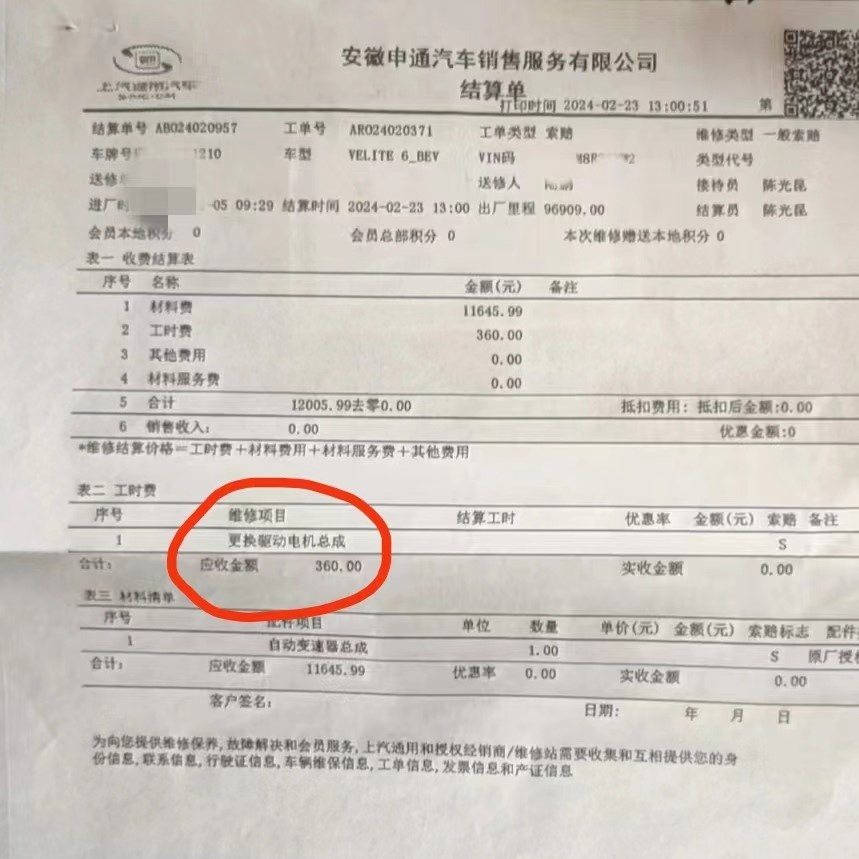 安徽申通汽车销售服务有限公司
结算单
上汽通用汽车
打印时间 2024-02-23 13:00:51 第
结算单号 AB024020957 工单号 ARO24020371 工单类型 索赔 维修类型 一般索赔
车牌号 1210 车型 VELITE 6_BEV VIN码 类型代号
送修 送修人 接待员 陈光昆
进厂时 -05 09:29 结算时间 2024-02-23 13:00 出厂里程 96909.00 结算员 陈光昆
会员本地积分 0 会员总部积分 0 本次维修赠送本地积分 0
表一 收费结算表
序号 名称 金额(元) 备注
1 材料费 11645.99
2 工时费 360.00
3 其他费用 0.00
4 材料服务费 0.00
5 合计 12005.99去零0.00 抵扣费用: 抵扣后金额:0.00
6 销售收入: 0.00 优惠金额:0
*维修结算价格=工时费+材料费用+材料服务费+其他费用
表二 工时费
序号 维修项目 结算工时 优惠率 金额(元) 索赔 备注
1 更换驱动电机总成 S
合计: 应收金额 360.00 实收金额 0.00
表三 材料清单
序号 配件项目 单位 数量 单价(元) 金额(元) 索赔标志 配件
1 自动变速器总成 1.00 S 原厂授权
合计: 应收金额 11645.99 优惠率 0.00 实收金额 0.00
客户签名: 日期: 年 月 日
为向您提供维修保养,故障解决和会员服务,上汽通用和授权经销商/维修站需要收集和互相提供您的身
份信息,联系信息,行驶证信息,车辆维保信息,工单信息,发票信息和产证信息